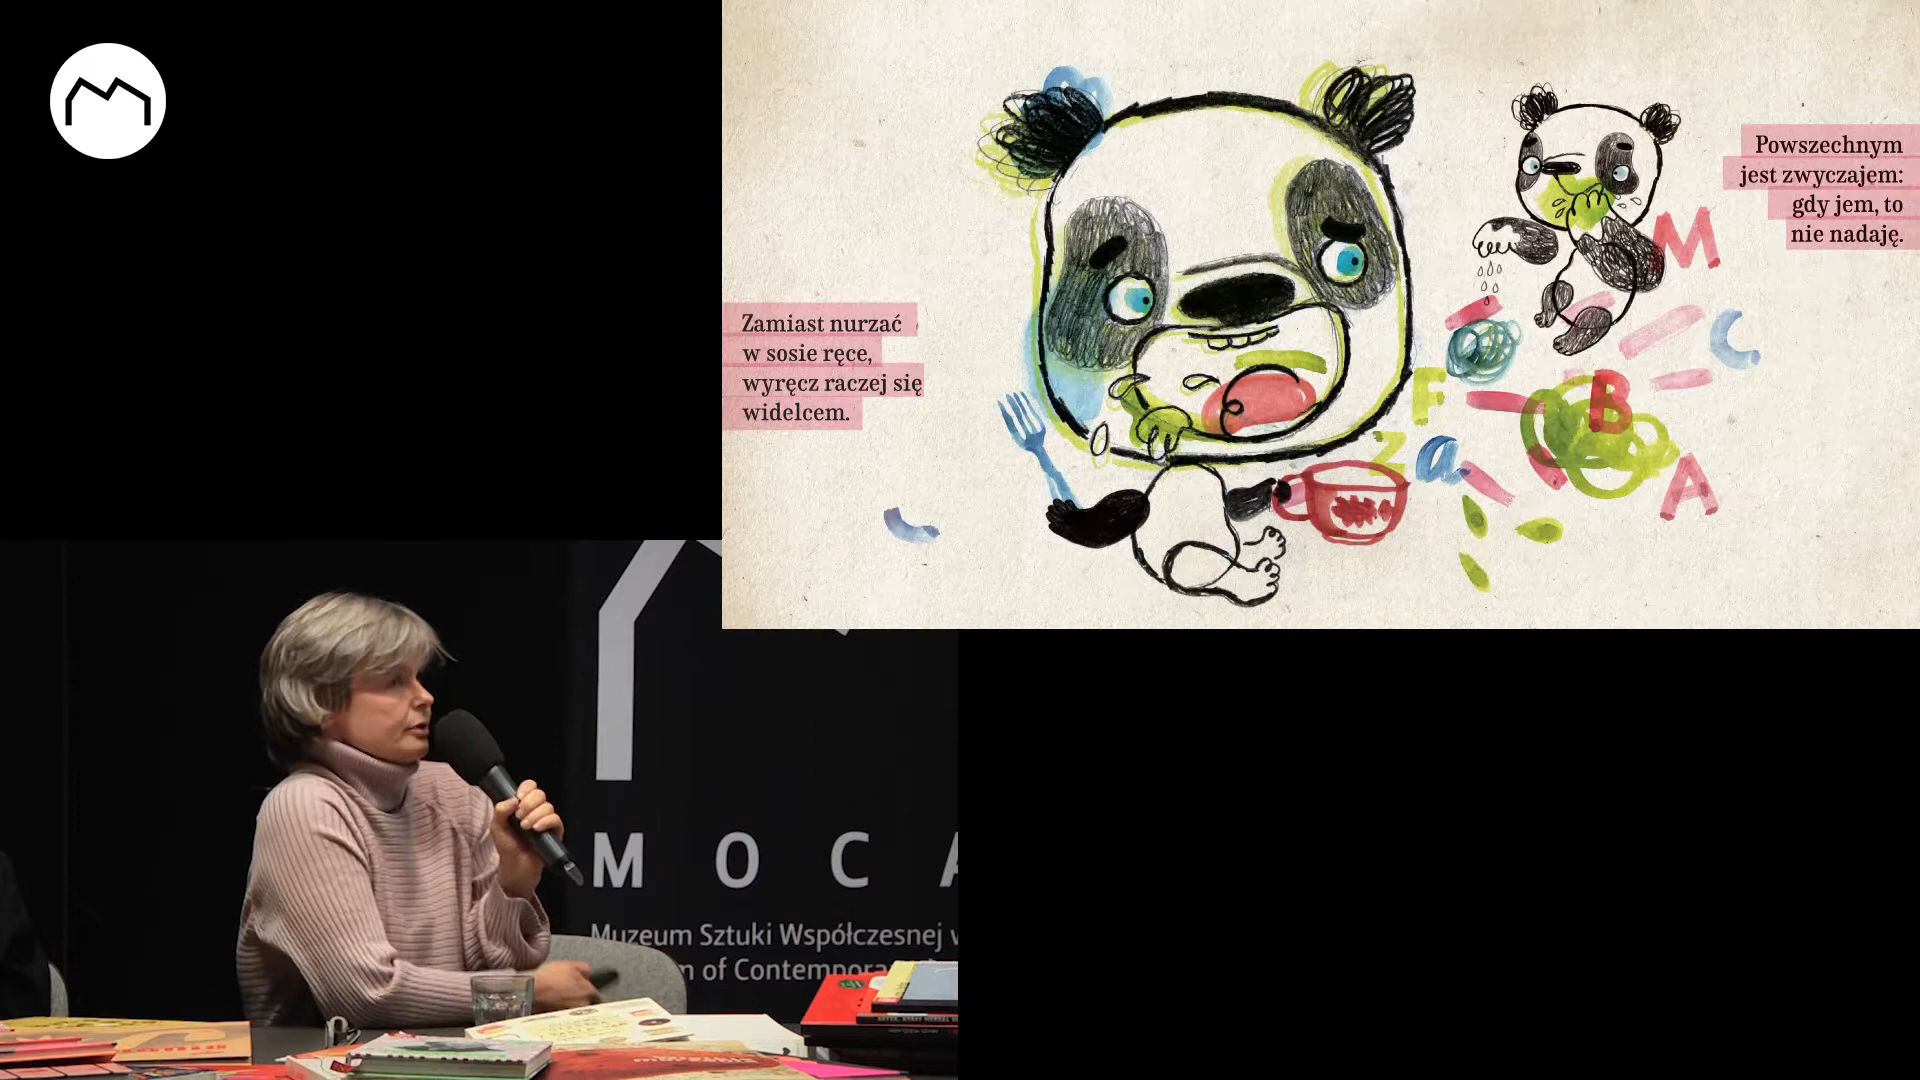 Powszechnym
jest zwyczajem:
gdy jem, to
nie nadaję.
Zamiast nurzać
w sosie ręce,
wyręcz raczej się
widelcem.
M
C
F
B
Z
a
A
M O C A
Muzeum Sztuki Współczesnej w
m of Contempora